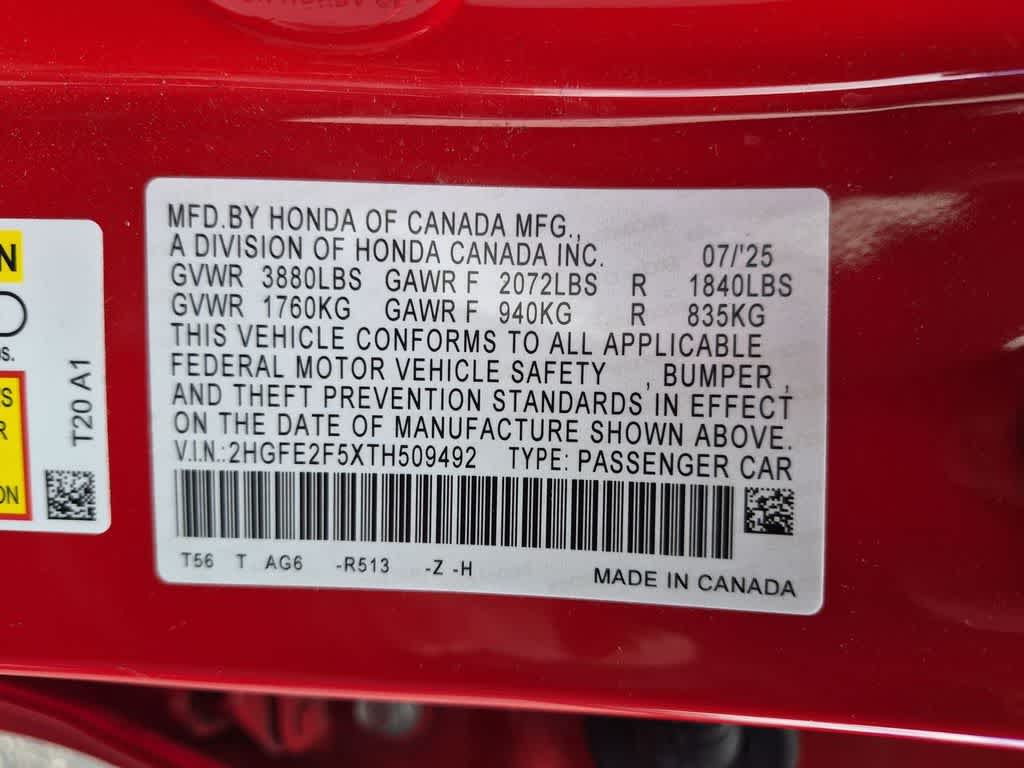 MFD.BY HONDA OF CANADA MFG.,
A DIVISION OF HONDA CANADA INC. 07/'25
GVWR 3880LBS GAWR F 2072LBS R 1840LBS
GVWR 1760KG GAWR F 940KG R 835KG
THIS VEHICLE CONFORMS TO ALL APPLICABLE
FEDERAL MOTOR VEHICLE SAFETY , BUMPER ,
AND THEFT PREVENTION STANDARDS IN EFFECT
ON THE DATE OF MANUFACTURE SHOWN ABOVE.
V.I.N.:2HGFE2F5XTH509492 TYPE: PASSENGER CAR
T56 T AG6 -R513 -Z -H
MADE IN CANADA
T20 A1